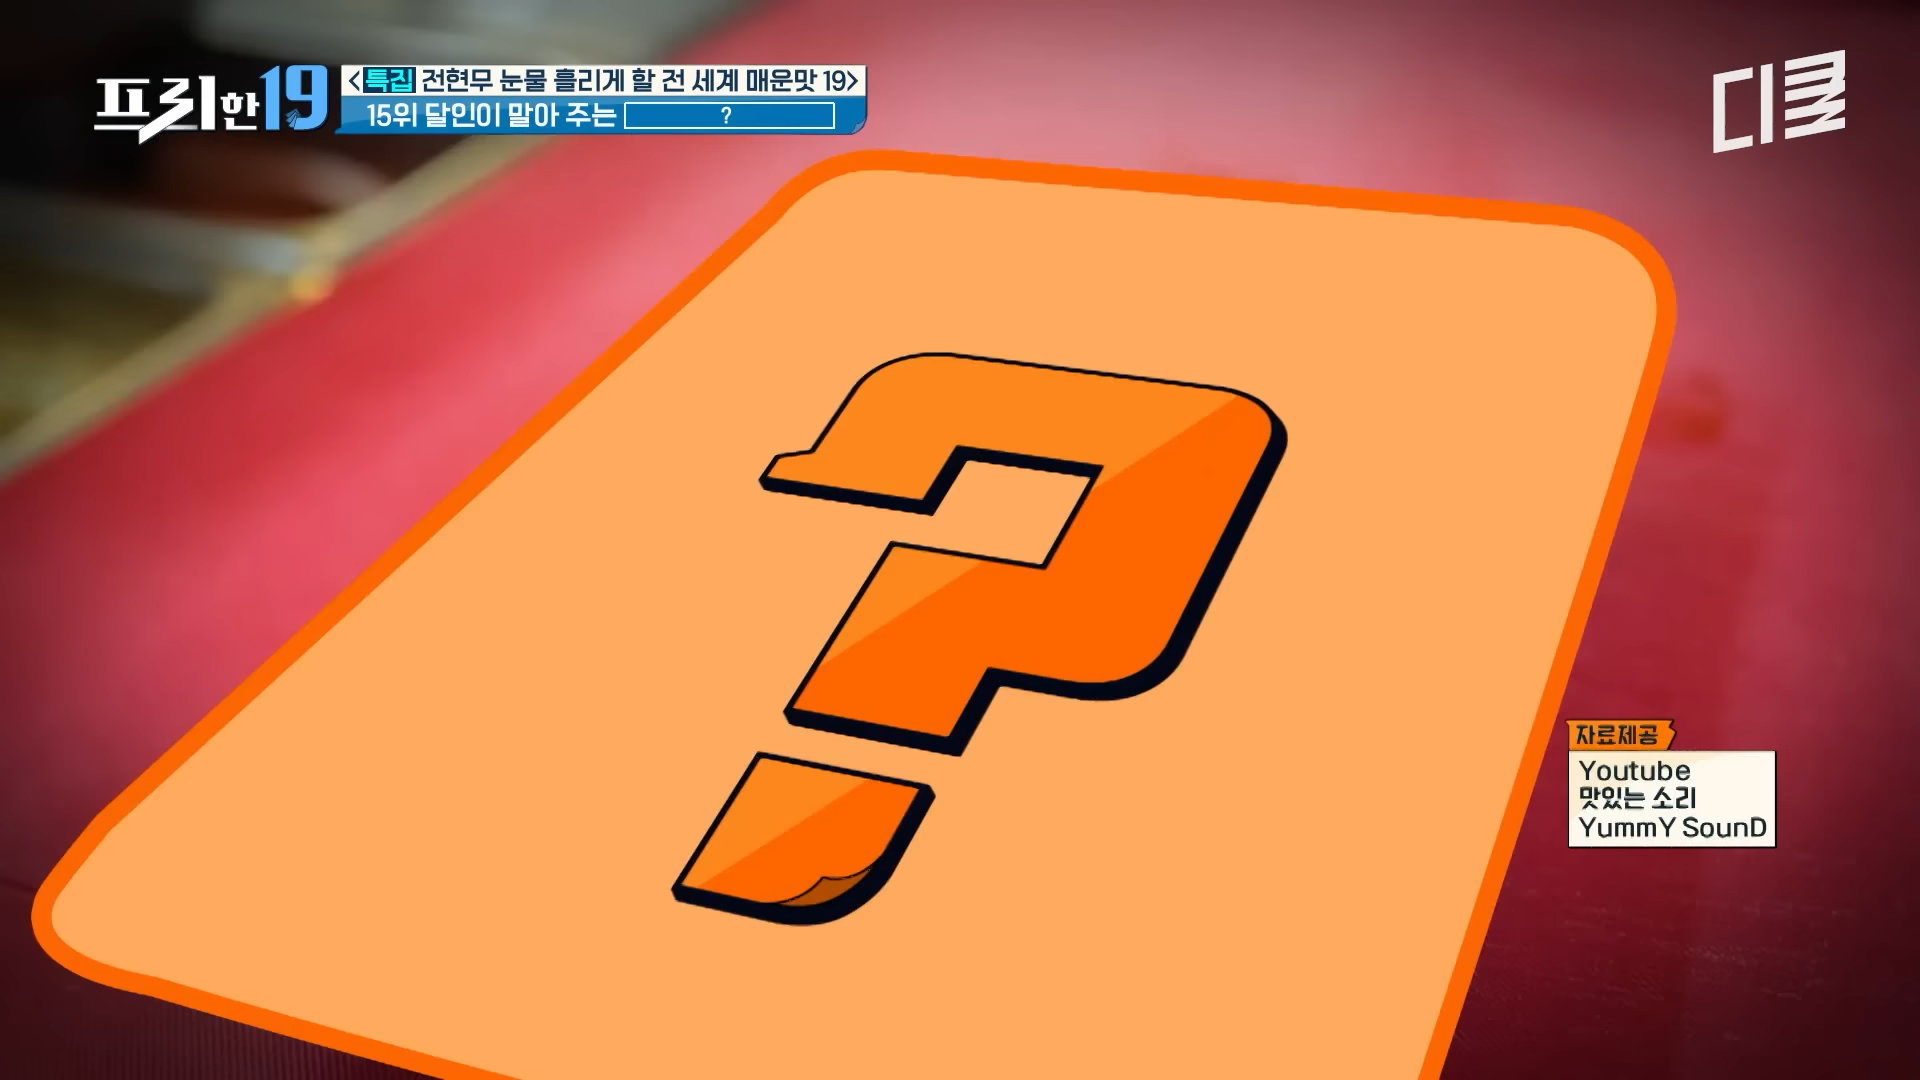 프리한19
<특집 전현무 눈물 흘리게 할 전 세계 매운맛 19>
15위 달인이 말아 주는 ?
디글
?
자료제공
Youtube
맛있는 소리
YummY SounD